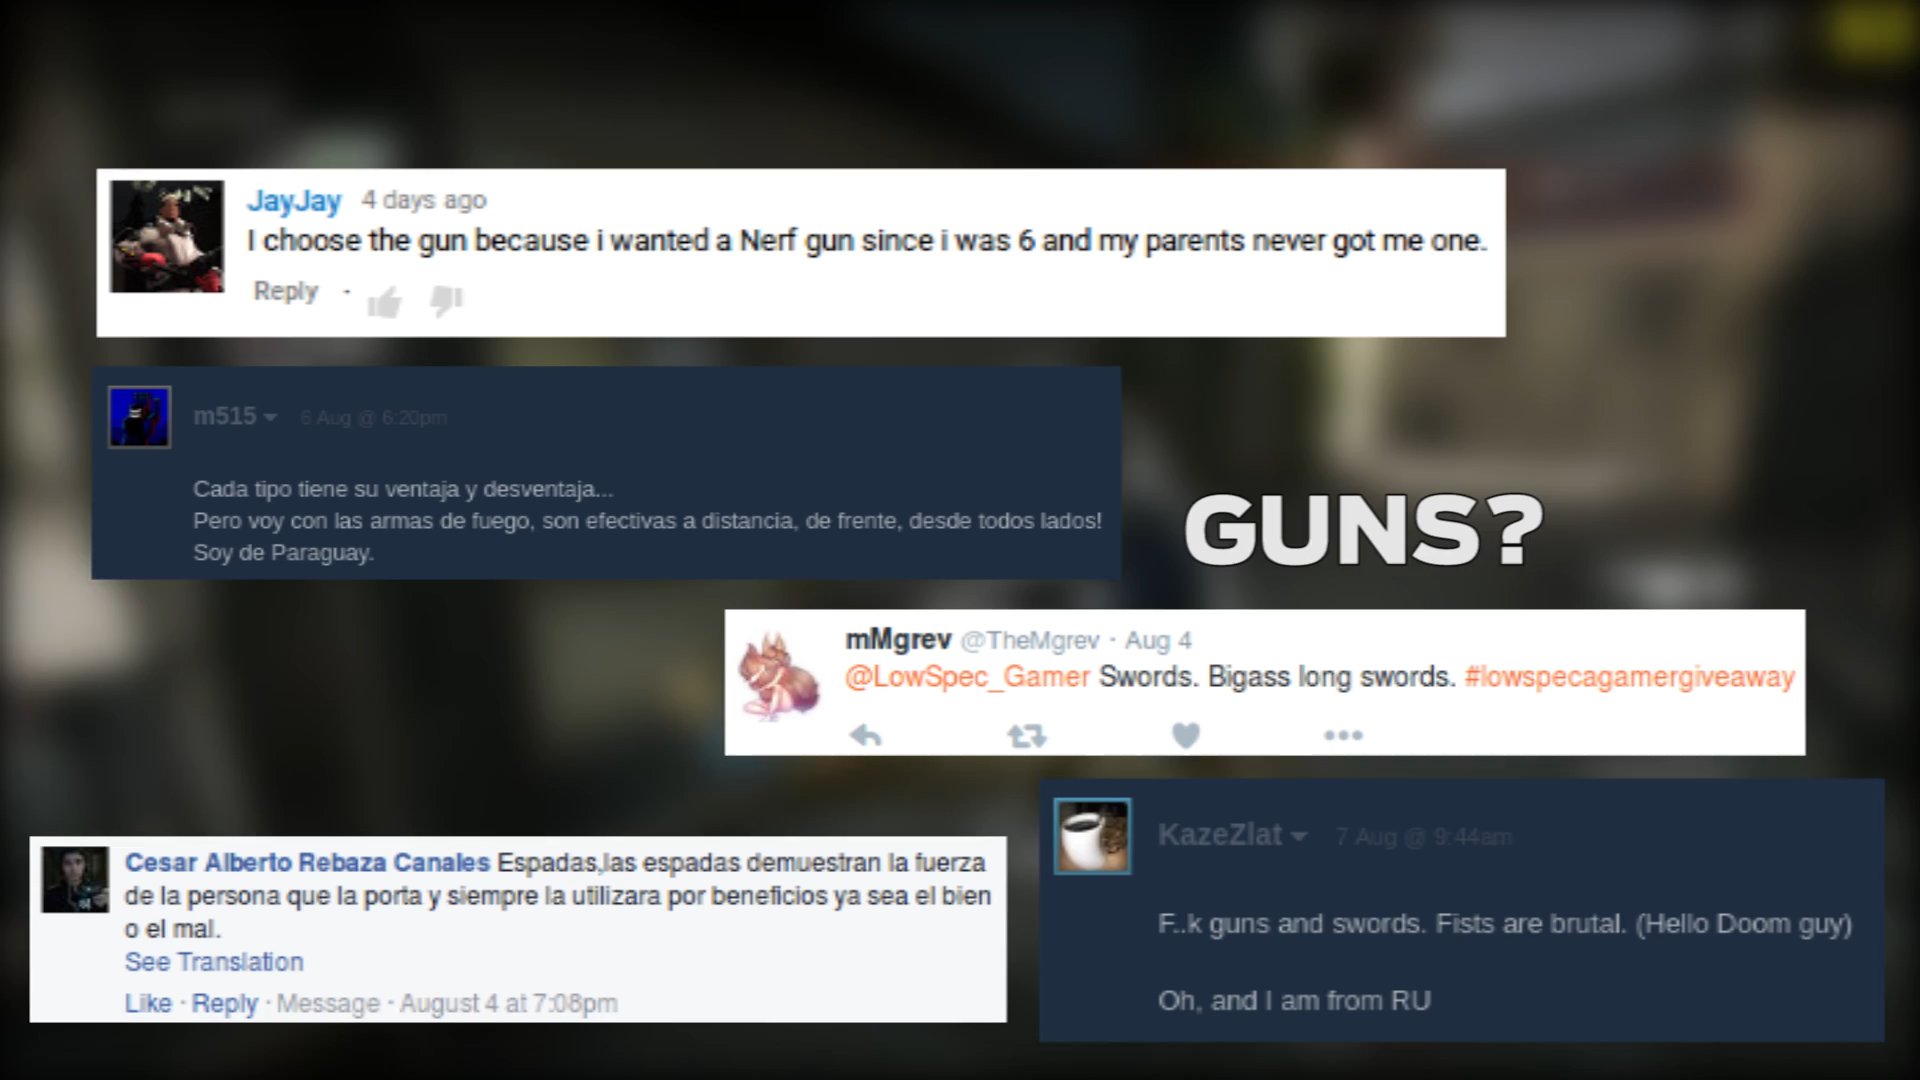 JayJay 4 days ago
I choose the gun because i wanted a Nerf gun since i was 6 and my parents never got me one.
Reply ·
m515 6 Aug @ 6:20pm
Cada tipo tiene su ventaja y desventaja...
Pero voy con las armas de fuego, son efectivas a distancia, de frente, desde todos lados!
Soy de Paraguay.
GUNS?
mMgrev @TheMgrev · Aug 4
@LowSpec_Gamer Swords. Bigass long swords. #lowspecagamergiveaway
Cesar Alberto Rebaza Canales Espadas,las espadas demuestran la fuerza
de la persona que la porta y siempre la utilizara por beneficios ya sea el bien
o el mal.
See Translation
Like · Reply · Message · August 4 at 7:08pm
KazeZlat 7 Aug @ 9:44am
F..k guns and swords. Fists are brutal. (Hello Doom guy)
Oh, and I am from RU